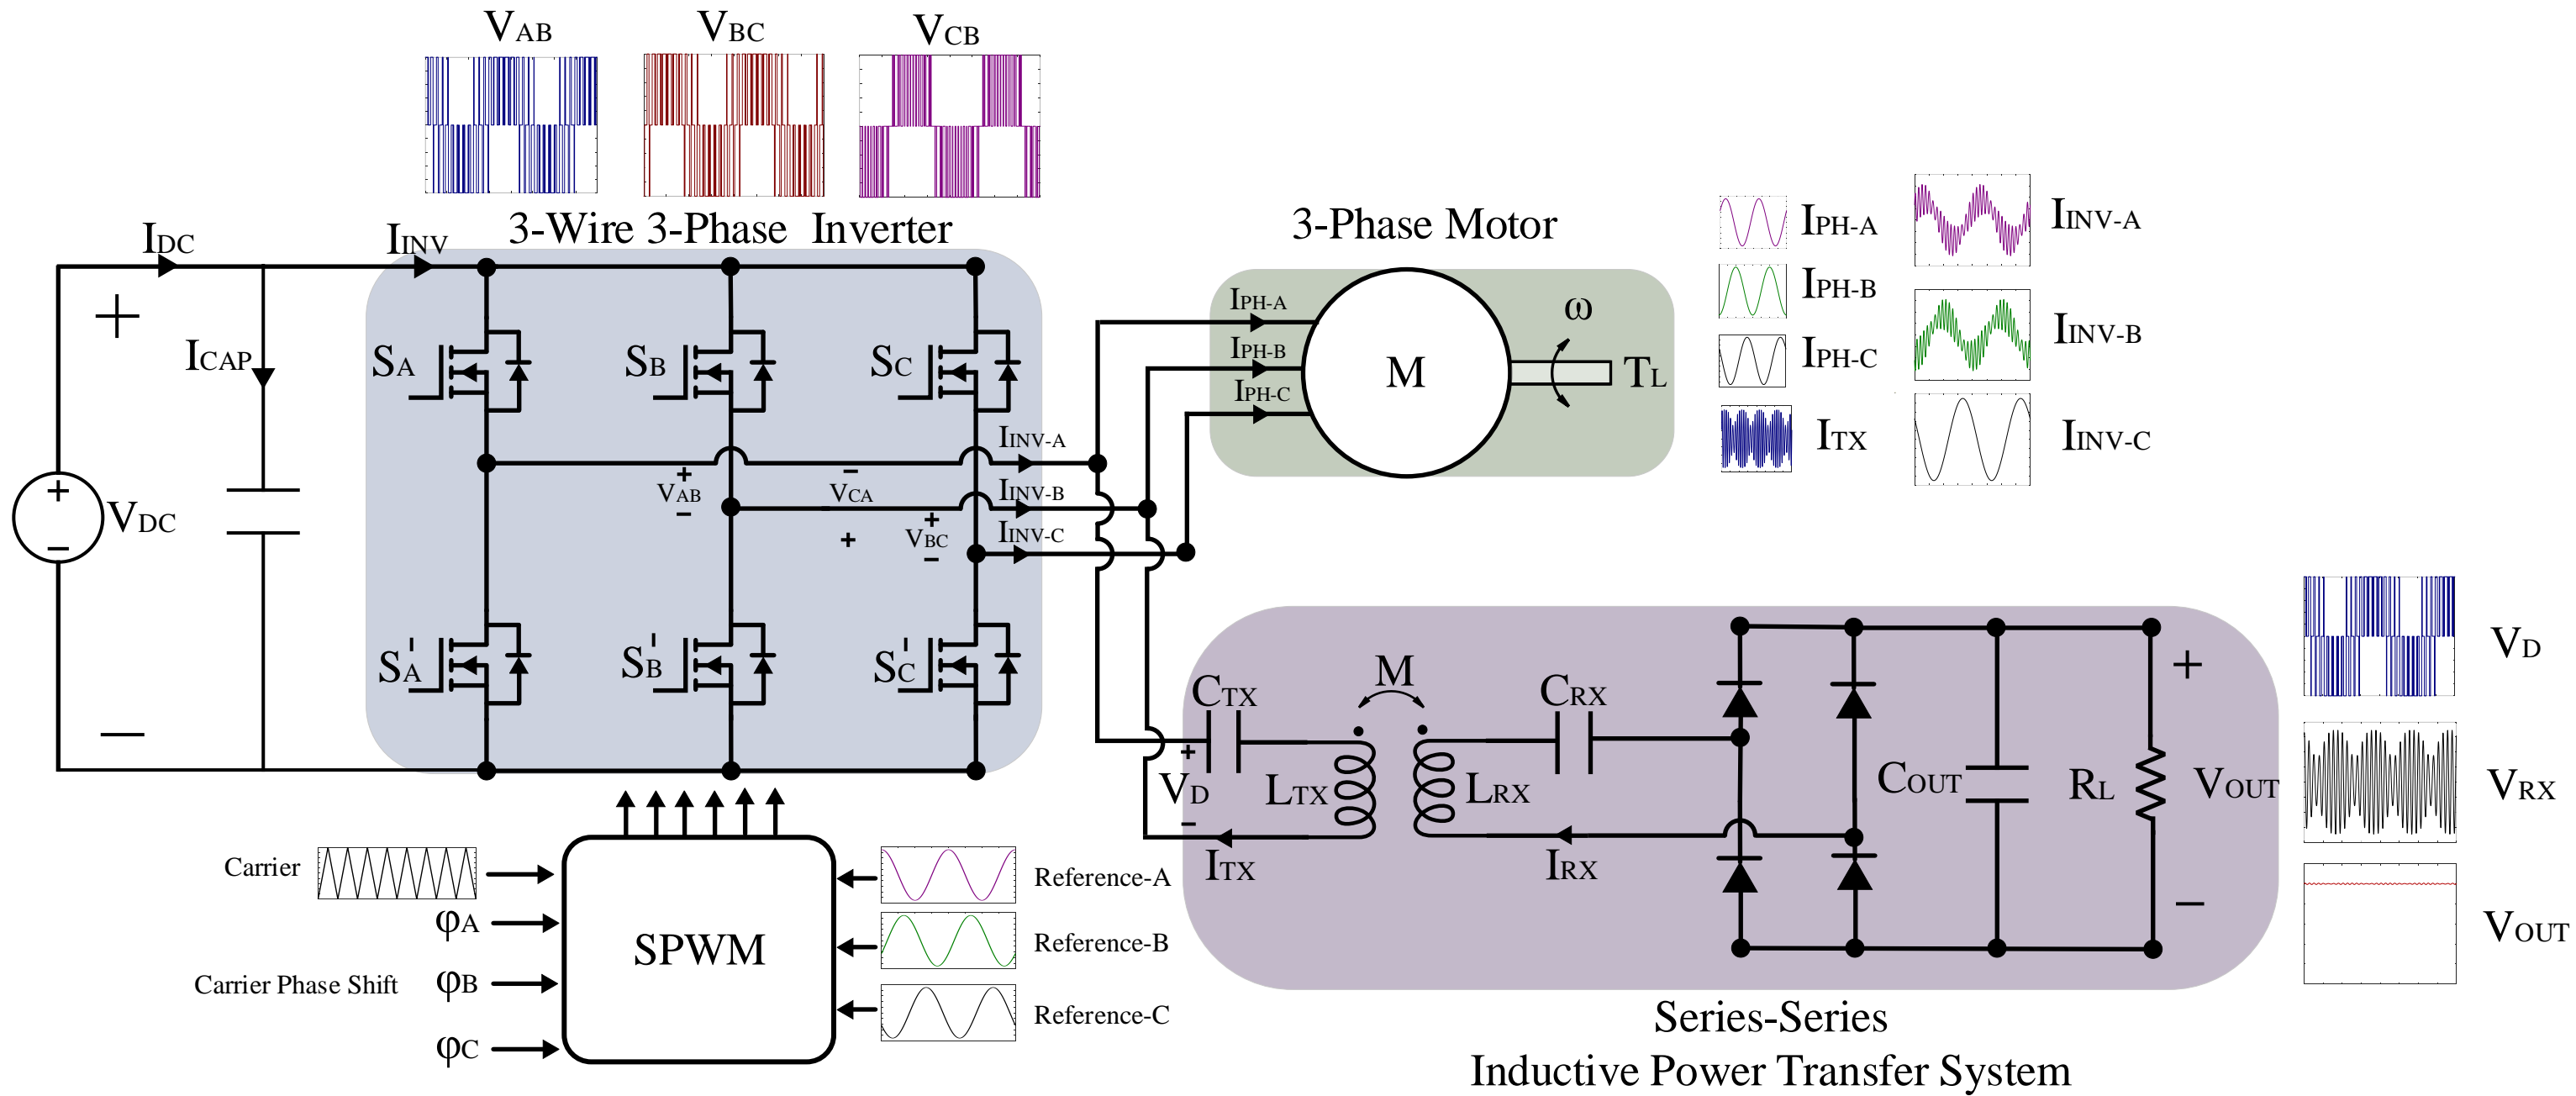 VAB
VBC
VCB
3-Wire 3-Phase Inverter
IDC
IINV
+
ICAP
+
−
VDC
−
SA
SB
SC
SA'
SB'
SC'
+
VAB
−
−
VCA
+
+
VBC
−
IINV-A
IINV-B
IINV-C
3-Phase Motor
IPH-A
IPH-B
IPH-C
M
ω
TL
IPH-A
IPH-B
IPH-C
ITX
IINV-A
IINV-B
IINV-C
Carrier
φA
Carrier Phase Shift
φB
φC
SPWM
Reference-A
Reference-B
Reference-C
CTX
M
CRX
+
VD
−
LTX
LRX
ITX
IRX
COUT
RL
+
VOUT
−
Series-Series
Inductive Power Transfer System
VD
VRX
VOUT